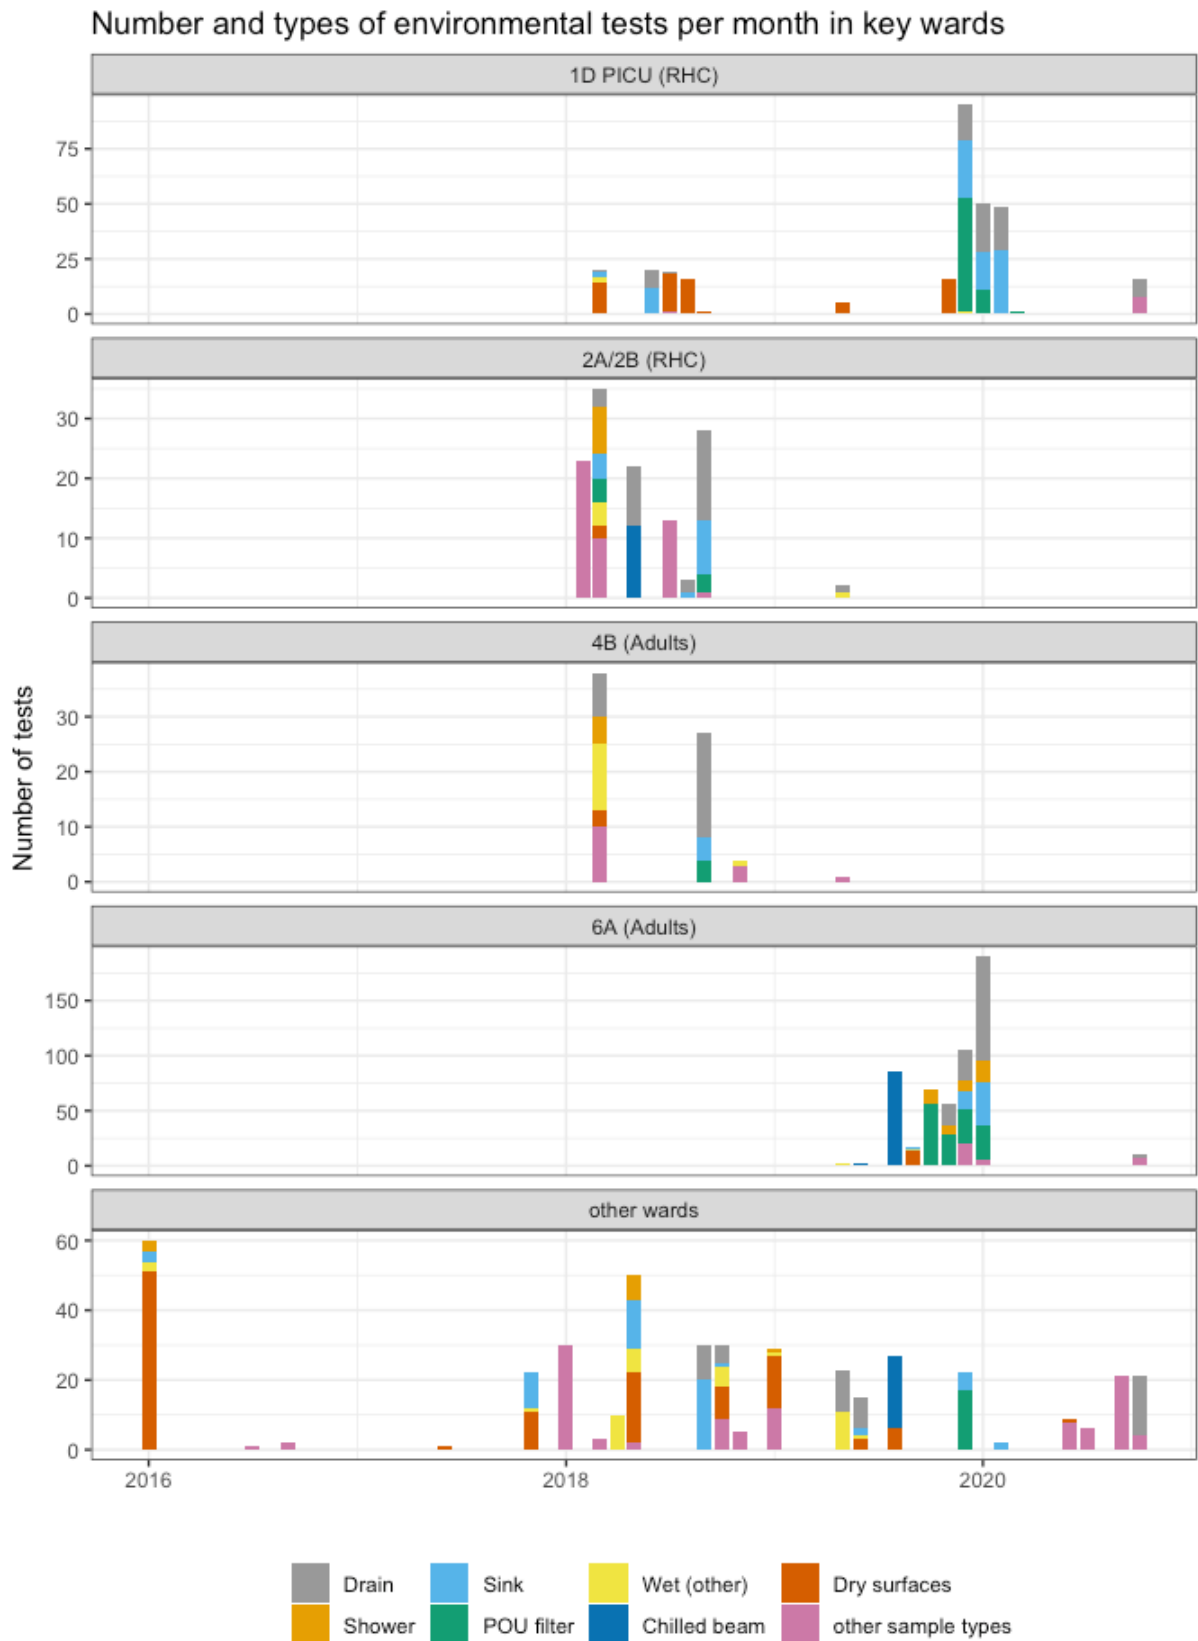 Number and types of environmental tests per month in key wards
1D PICU (RHC)
75
50
25
0
2A/2B (RHC)
30
20
10
0
4B (Adults)
30
20
10
0
6A (Adults)
150
100
50
0
other wards
60
40
20
0
Number of tests
2016 2018 2020
Drain Sink Wet (other) Dry surfaces
Shower POU filter Chilled beam other sample types